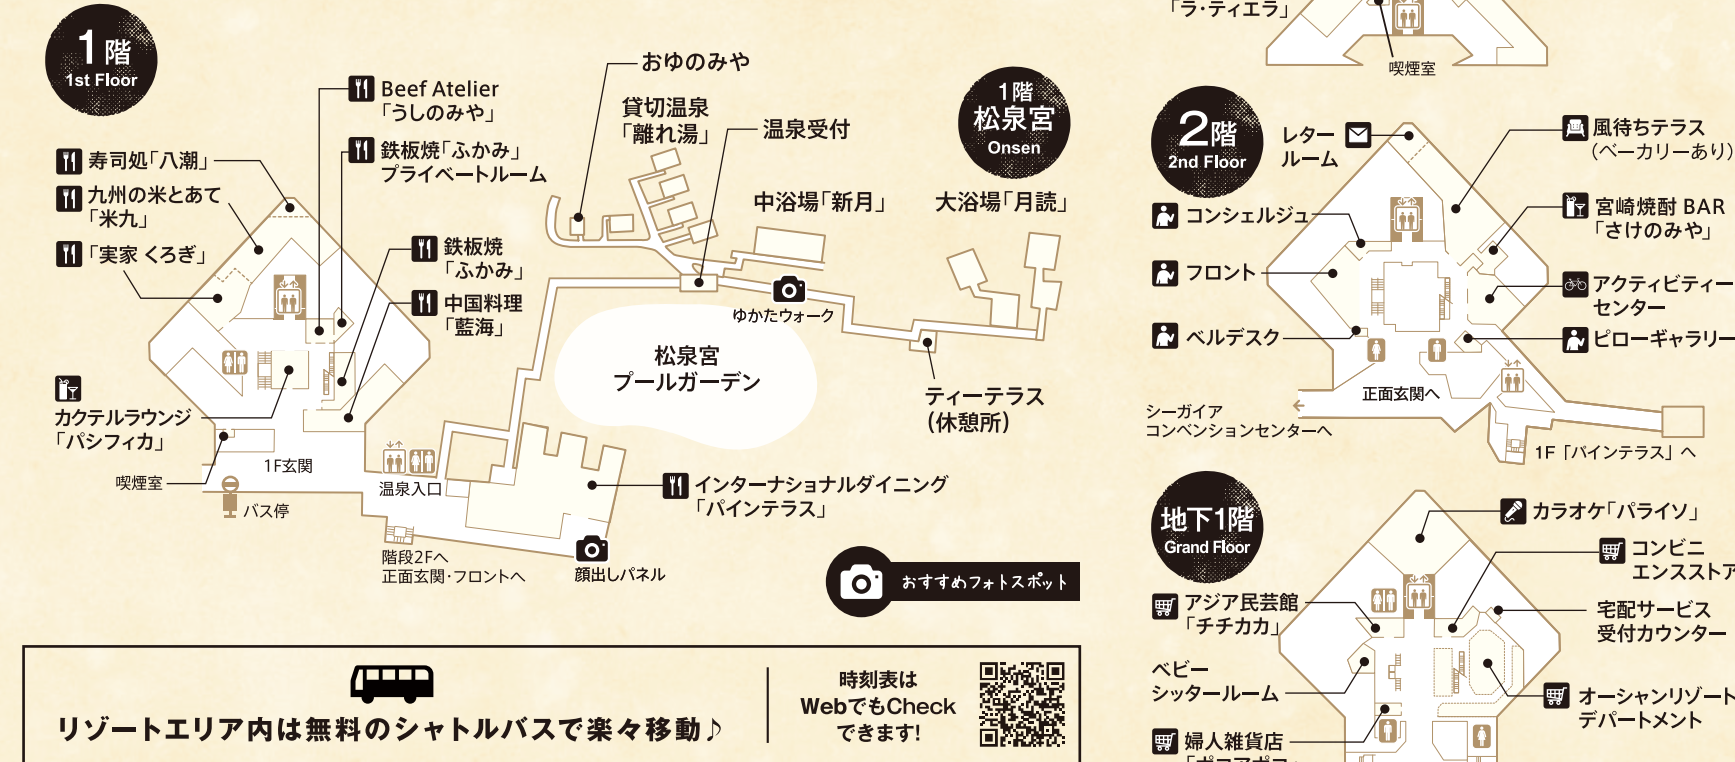 1階
1st Floor
Beef Atelier
「うしのみや」
鉄板焼「ふかみ」
プライベートルーム
寿司処「八潮」
九州の米とあて
「米九」
「実家 くろぎ」
鉄板焼
「ふかみ」
中国料理
「藍海」
カクテルラウンジ
「パシフィカ」
喫煙室
1F玄関
バス停
温泉入口
階段2Fへ
正面玄関・フロントへ
顔出しパネル
インターナショナルダイニング
「パインテラス」
おゆのみや
貸切温泉
「離れ湯」
温泉受付
中浴場「新月」
大浴場「月読」
1階
松泉宮
Onsen
ゆかたウォーク
松泉宮
プールガーデン
ティーテラス
(休憩所)
おすすめフォトスポット
リゾートエリア内は無料のシャトルバスで楽々移動♪
時刻表は
WebでもCheck
できます!
「ラ・ティエラ」
喫煙室
2階
2nd Floor
レター
ルーム
風待ちテラス
(ベーカリーあり)
コンシェルジュ
宮崎焼酎 BAR
「さけのみや」
フロント
アクティビティー
センター
ベルデスク
ピローギャラリー
正面玄関へ
シーガイア
コンベンションセンターへ
1F「パインテラス」へ
地下1階
Grand Floor
カラオケ「パライソ」
コンビニ
エンスストア
アジア民芸館
「チチカカ」
宅配サービス
受付カウンター
ベビー
シッタールーム
オーシャンリゾート
デパートメント
婦人雑貨店